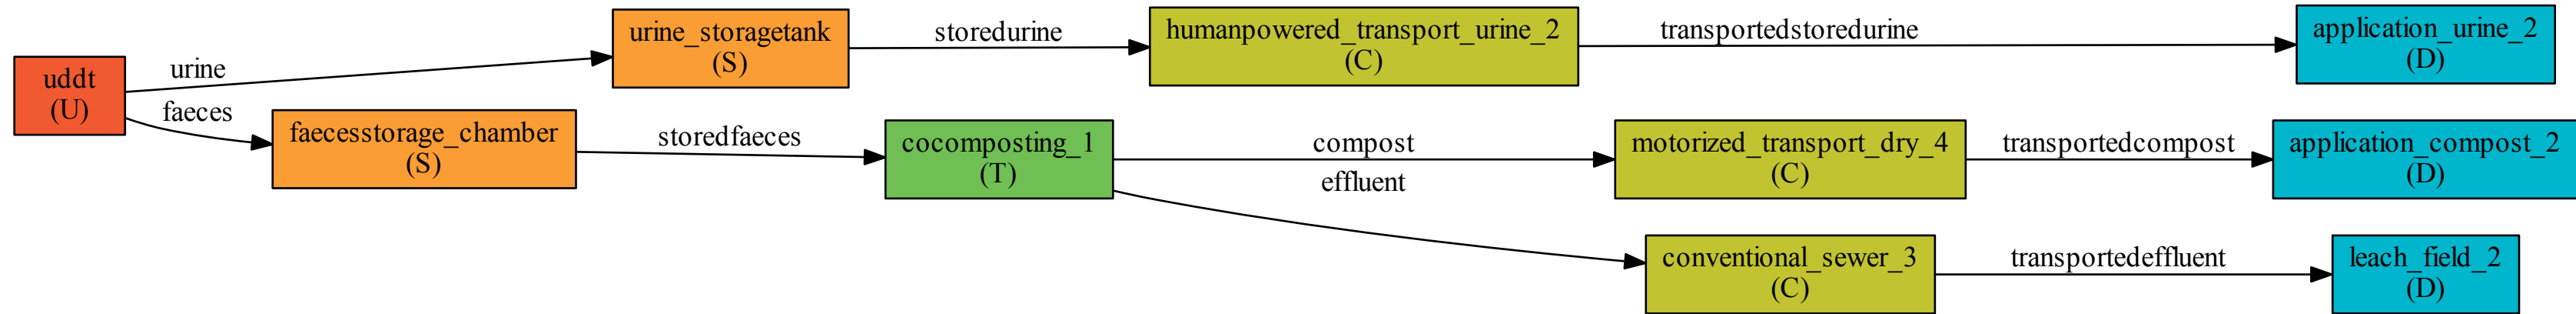 uddt
(U)
urine
faeces
urine_storagetank
(S)
faecesstorage_chamber
(S)
storedurine
storedfaeces
humanpowered_transport_urine_2
(C)
cocomposting_1
(T)
transportedstoredurine
compost
effluent
motorized_transport_dry_4
(C)
conventional_sewer_3
(C)
transportedcompost
transportedeffluent
application_urine_2
(D)
application_compost_2
(D)
leach_field_2
(D)